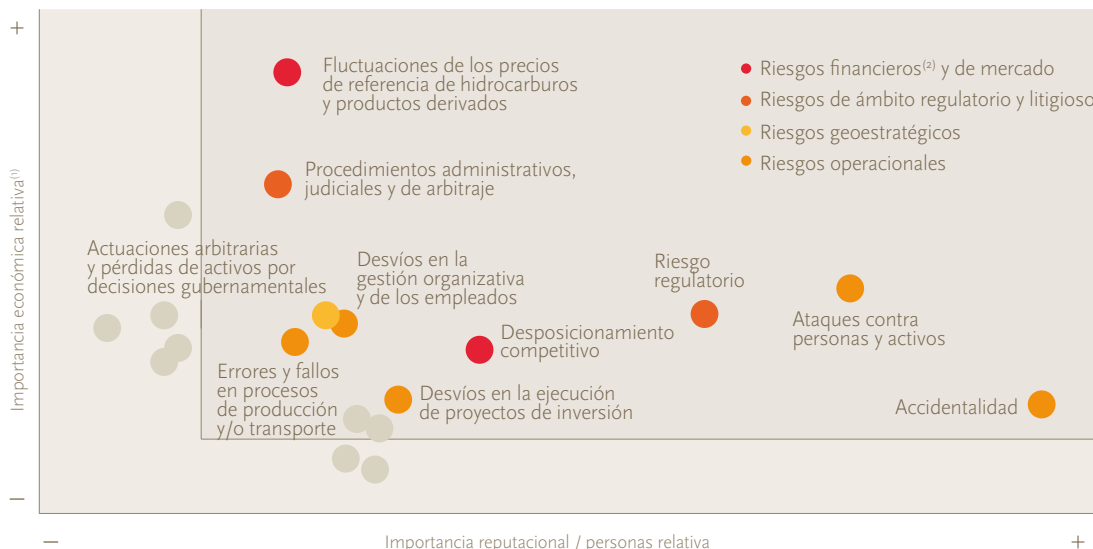 +
Fluctuaciones de los precios
de referencia de hidrocarburos
y productos derivados
Riesgos financieros⁽²⁾ y de mercado
Riesgos de ámbito regulatorio y litigioso
Riesgos geoestratégicos
Riesgos operacionales
Procedimientos administrativos,
judiciales y de arbitraje
Importancia económica relativa⁽¹⁾
Actuaciones arbitrarias
y pérdidas de activos por
decisiones gubernamentales
Desvíos en la
gestión organizativa
y de los empleados
Riesgo
regulatorio
Ataques contra
personas y activos
Desposicionamiento
competitivo
Errores y fallos
en procesos
de producción
y/o transporte
Desvíos en la ejecución
de proyectos de inversión
Accidentalidad
–
–
Importancia reputacional / personas relativa
+